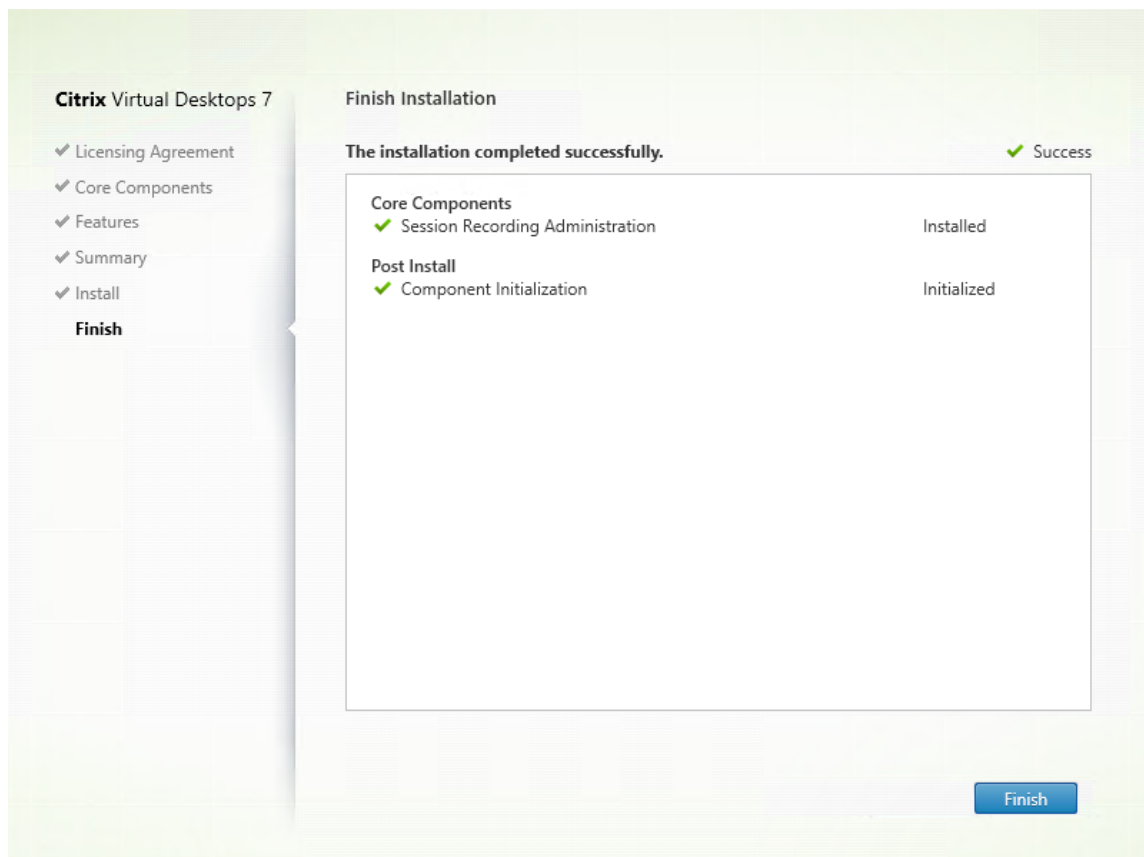 Citrix Virtual Desktops 7
Licensing Agreement
Core Components
Features
Summary
Install
Finish
Finish Installation
The installation completed successfully.
Success
Core Components
Session Recording Administration Installed
Post Install
Component Initialization Initialized
Finish